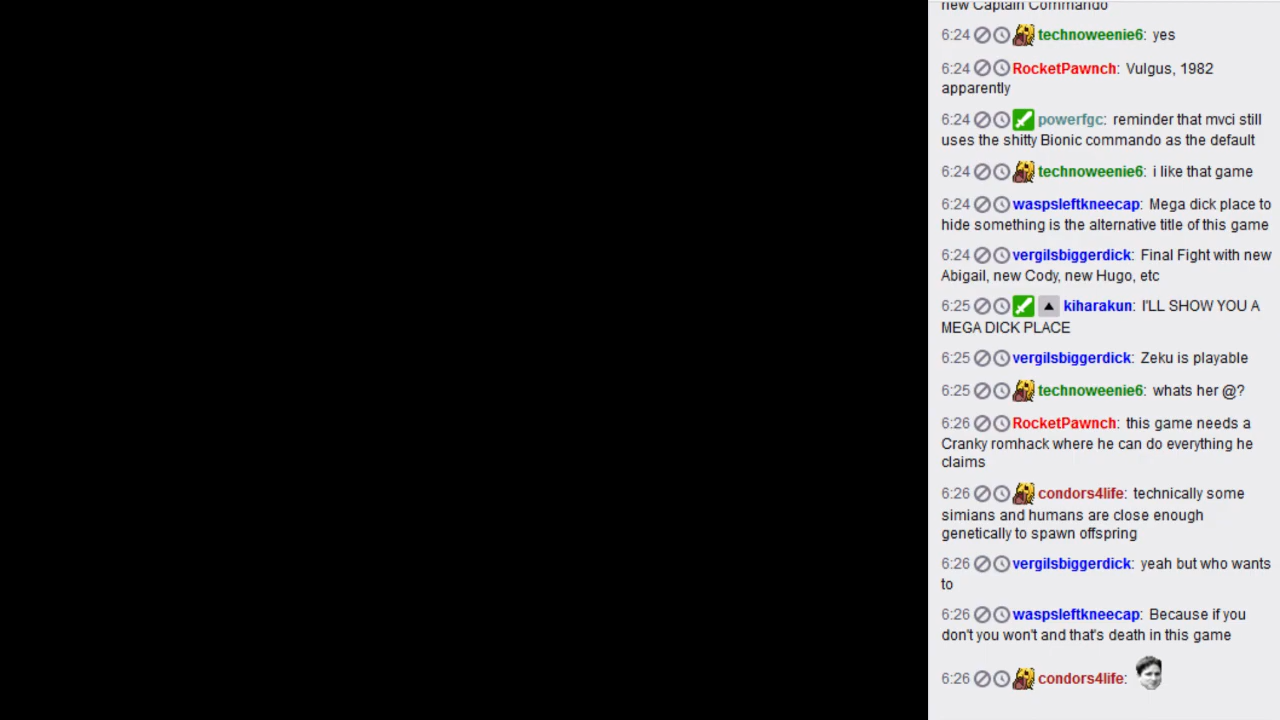 new Captain Commando
6:24 technoweenie6: yes
6:24 RocketPawnch: Vulgus, 1982
apparently
6:24 powerfgc: reminder that mvci still
uses the shitty Bionic commando as the default
6:24 technoweenie6: i like that game
6:24 waspsleftkneecap: Mega dick place to
hide something is the alternative title of this game
6:24 vergilsbiggerdick: Final Fight with new
Abigail, new Cody, new Hugo, etc
6:25 kiharakun: I'LL SHOW YOU A
MEGA DICK PLACE
6:25 vergilsbiggerdick: Zeku is playable
6:25 technoweenie6: whats her @?
6:26 RocketPawnch: this game needs a
Cranky romhack where he can do everything he
claims
6:26 condors4life: technically some
simians and humans are close enough
genetically to spawn offspring
6:26 vergilsbiggerdick: yeah but who wants
to
6:26 waspsleftkneecap: Because if you
don't you won't and that's death in this game
6:26 condors4life: